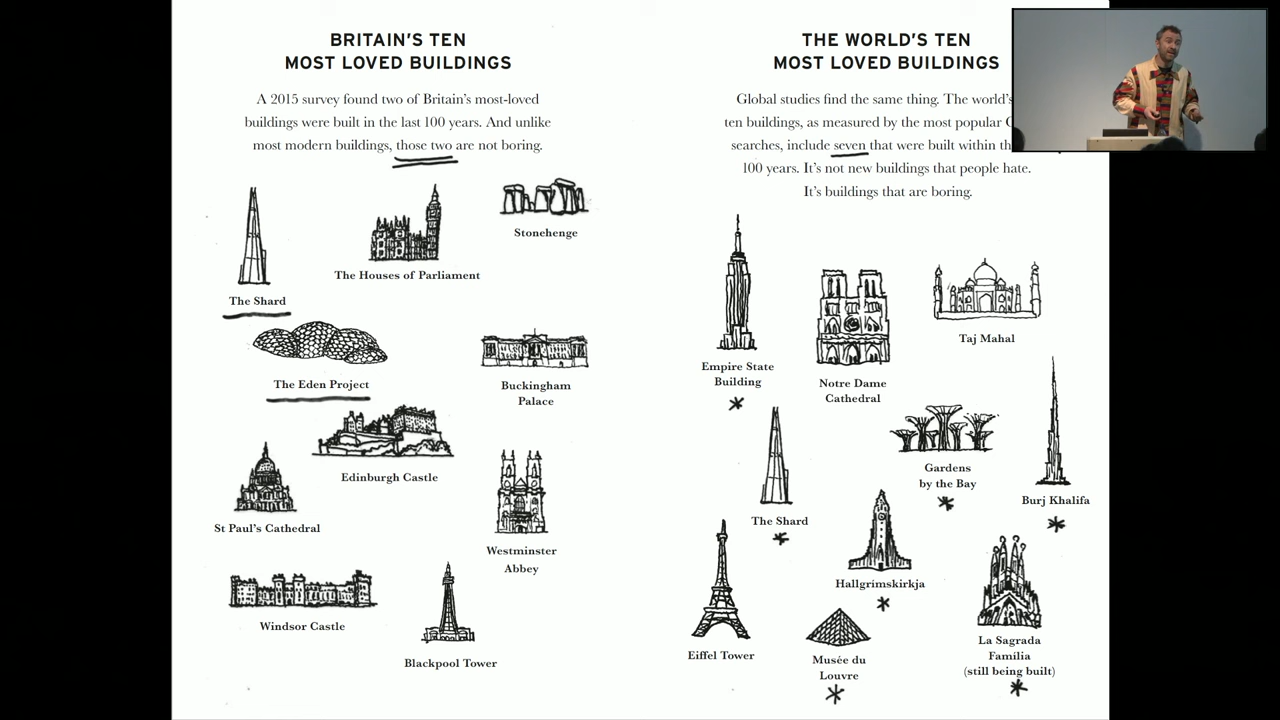 BRITAIN'S TEN
MOST LOVED BUILDINGS
A 2015 survey found two of Britain's most-loved
buildings were built in the last 100 years. And unlike
most modern buildings, those two are not boring.
The Shard
The Houses of Parliament
Stonehenge
The Eden Project
Buckingham
Palace
Edinburgh Castle
St Paul's Cathedral
Westminster
Abbey
Windsor Castle
Blackpool Tower
THE WORLD'S TEN
MOST LOVED BUILDINGS
Global studies find the same thing. The world's
ten buildings, as measured by the most popular
searches, include seven that were built within
100 years. It's not new buildings that people hate.
It's buildings that are boring.
Empire State
Building
Notre Dame
Cathedral
Taj Mahal
The Shard
Gardens
by the Bay
Burj Khalifa
Hallgrímskirkja
Eiffel Tower
Musée du
Louvre
La Sagrada
Família
(still being built)